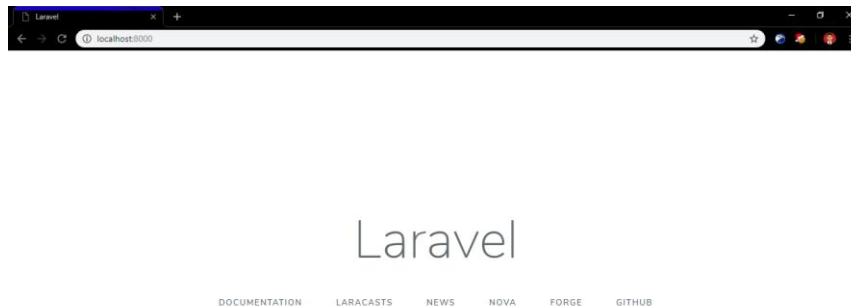 Laravel
localhost:8000
Laravel
DOCUMENTATION LARACASTS NEWS NOVA FORGE GITHUB